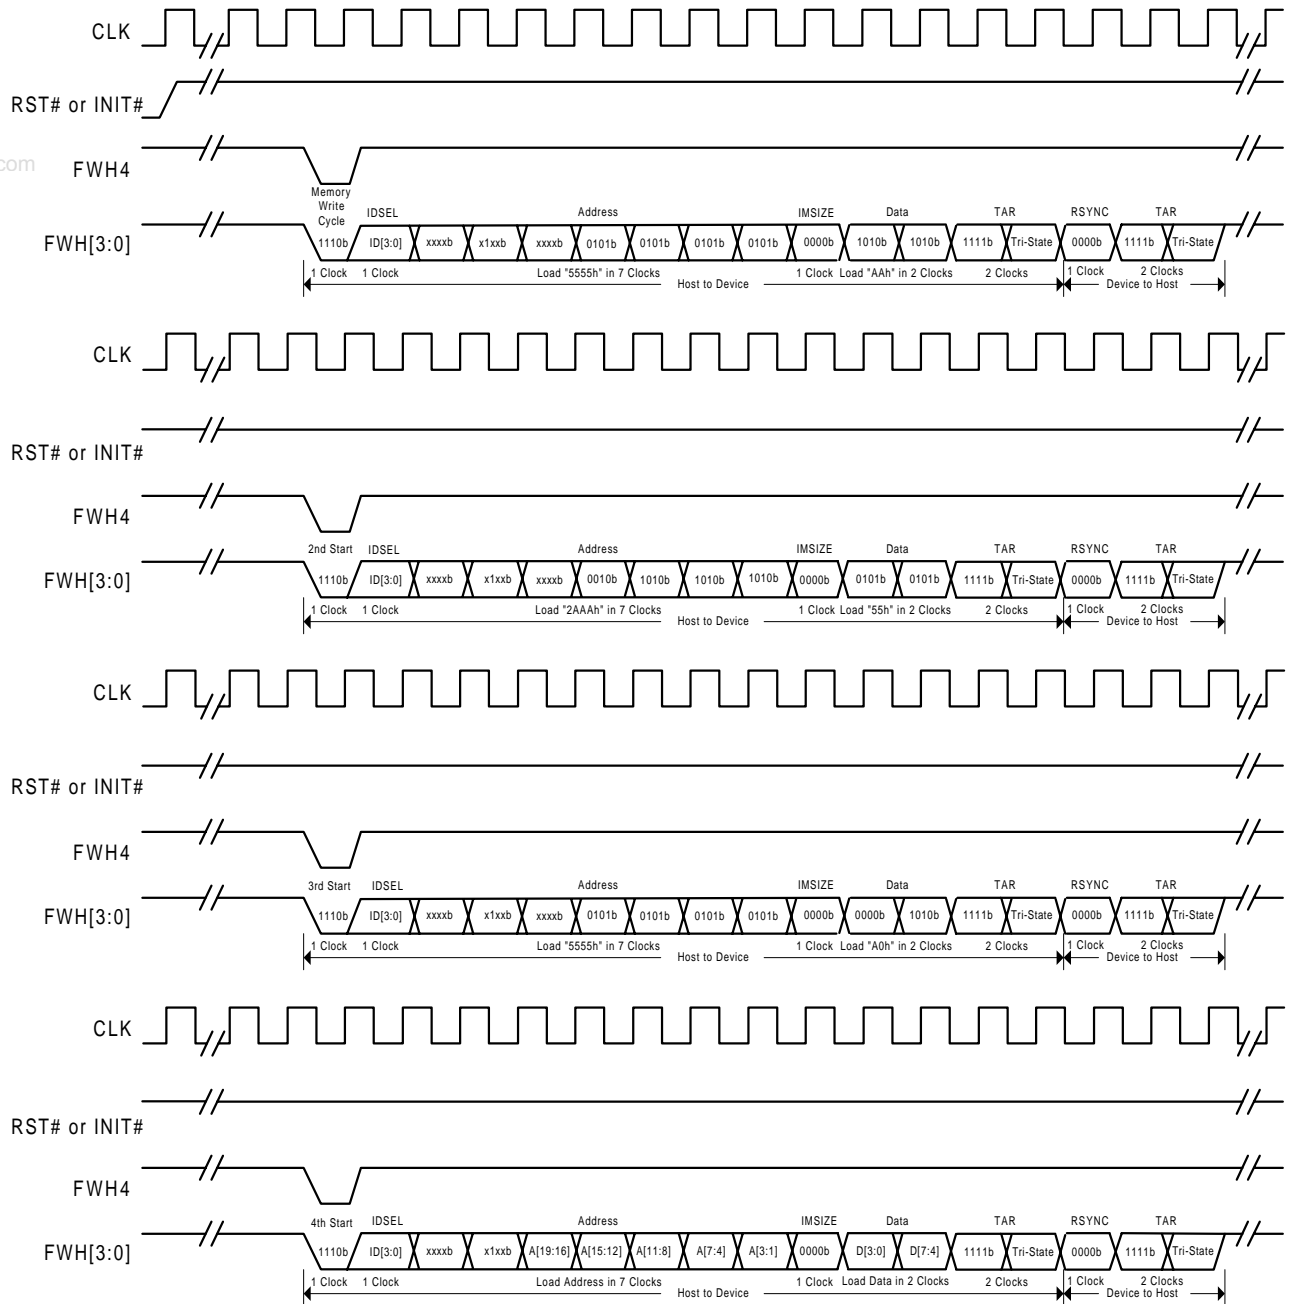 CLK
RST# or INIT#
com
FWH4
Memory
Write
Cycle
IDSEL Address IMSIZE Data TAR RSYNC TAR
FWH[3:0] 1110b ID[3:0] xxxxb x1xxb xxxxb 0101b 0101b 0101b 0101b 0000b 1010b 1010b 1111b Tri-State 0000b 1111b Tri-State
1 Clock 1 Clock Load "5555h" in 7 Clocks 1 Clock Load "AAh" in 2 Clocks 2 Clocks 1 Clock 2 Clocks
Host to Device Device to Host
CLK
RST# or INIT#
FWH4
2nd Start IDSEL Address IMSIZE Data TAR RSYNC TAR
FWH[3:0] 1110b ID[3:0] xxxxb x1xxb xxxxb 0010b 1010b 1010b 1010b 0000b 0101b 0101b 1111b Tri-State 0000b 1111b Tri-State
1 Clock 1 Clock Load "2AAAh" in 7 Clocks 1 Clock Load "55h" in 2 Clocks 2 Clocks 1 Clock 2 Clocks
Host to Device Device to Host
CLK
RST# or INIT#
FWH4
3rd Start IDSEL Address IMSIZE Data TAR RSYNC TAR
FWH[3:0] 1110b ID[3:0] xxxxb x1xxb xxxxb 0101b 0101b 0101b 0101b 0000b 0000b 1010b 1111b Tri-State 0000b 1111b Tri-State
1 Clock 1 Clock Load "5555h" in 7 Clocks 1 Clock Load "A0h" in 2 Clocks 2 Clocks 1 Clock 2 Clocks
Host to Device Device to Host
CLK
RST# or INIT#
FWH4
4th Start IDSEL Address IMSIZE Data TAR RSYNC TAR
FWH[3:0] 1110b ID[3:0] xxxxb x1xxb A[19:16] A[15:12] A[11:8] A[7:4] A[3:1] 0000b D[3:0] D[7:4] 1111b Tri-State 0000b 1111b Tri-State
1 Clock 1 Clock Load Address in 7 Clocks 1 Clock Load Data in 2 Clocks 2 Clocks 1 Clock 2 Clocks
Host to Device Device to Host